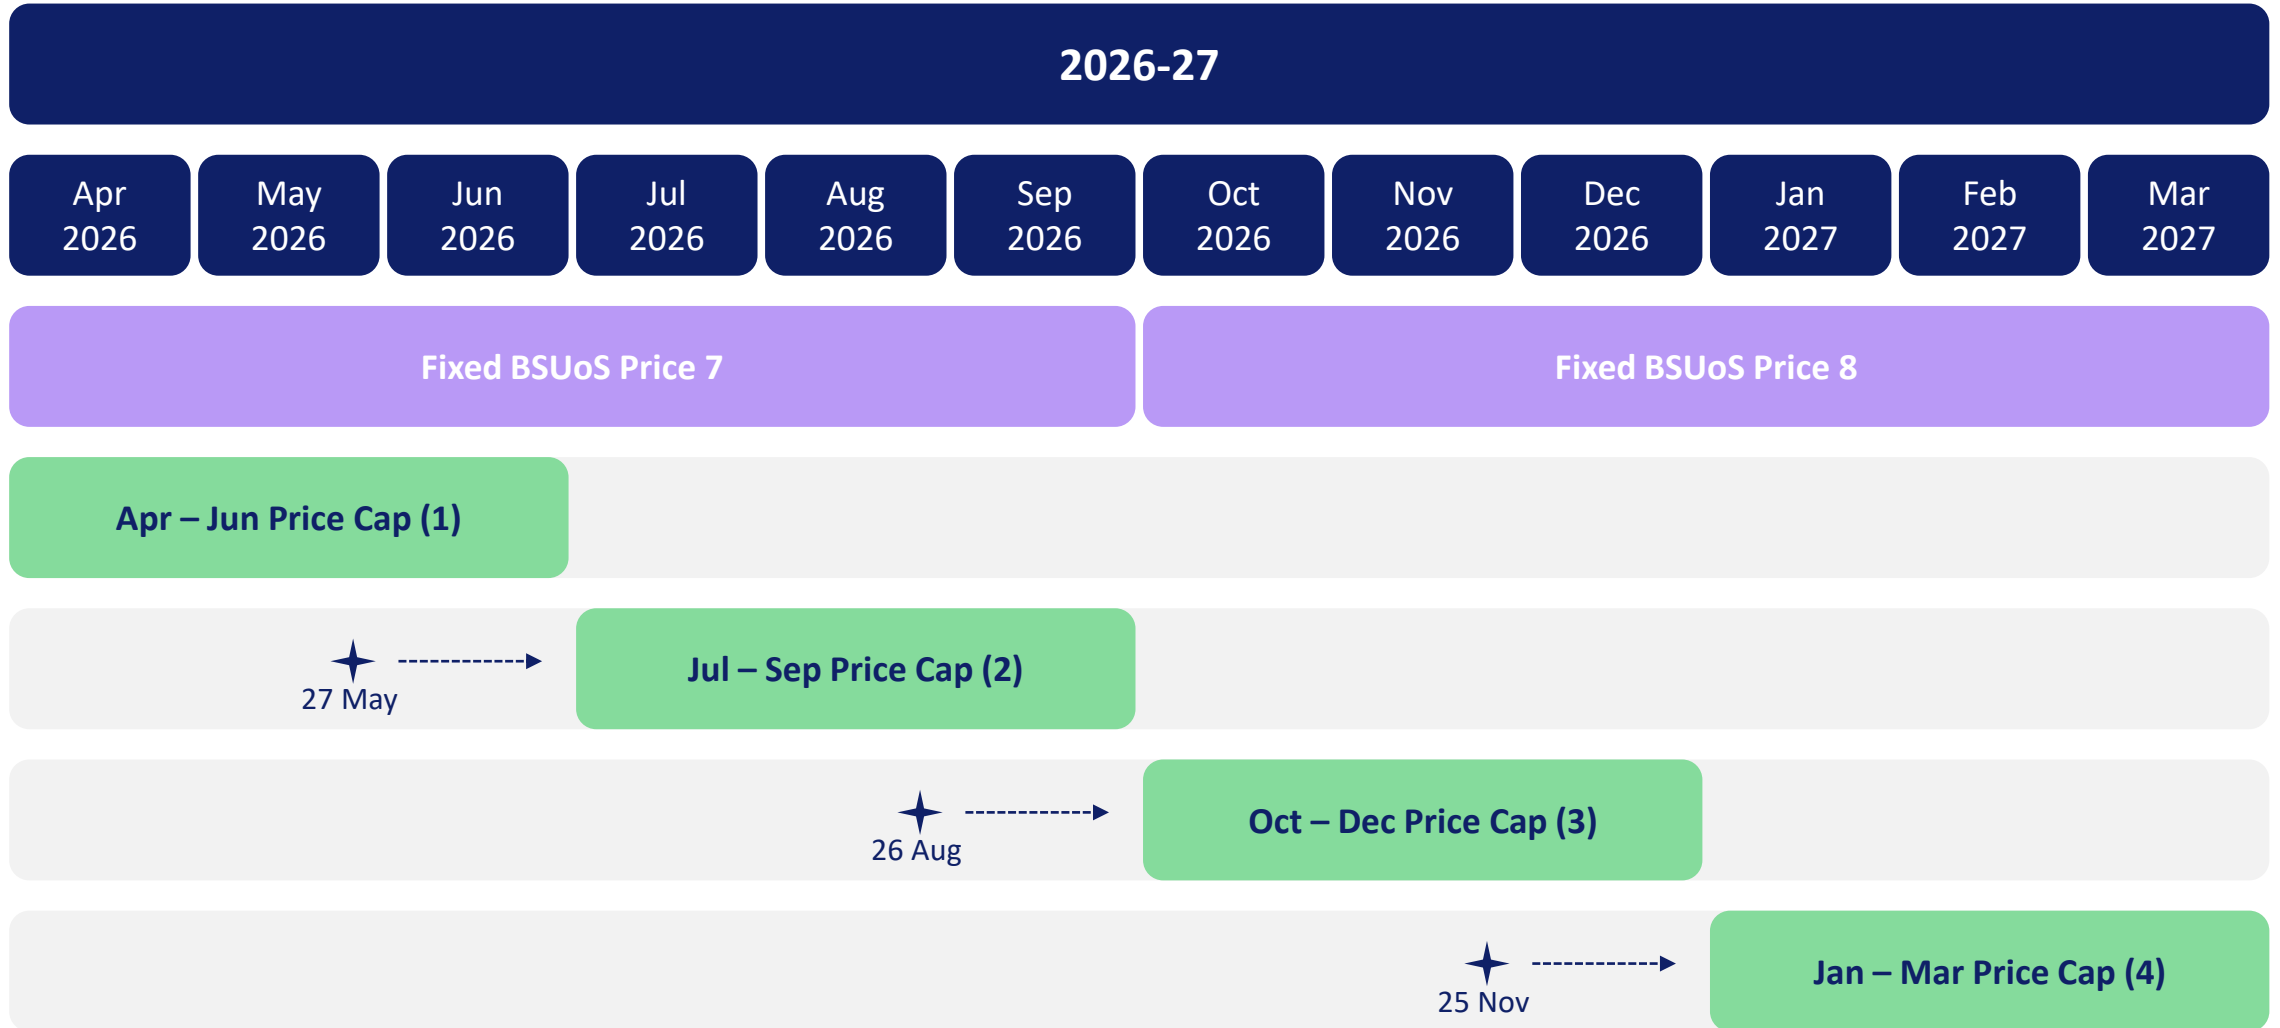 2026-27
Apr
2026
May
2026
Jun
2026
Jul
2026
Aug
2026
Sep
2026
Oct
2026
Nov
2026
Dec
2026
Jan
2027
Feb
2027
Mar
2027
Fixed BSUoS Price 7
Fixed BSUoS Price 8
Apr – Jun Price Cap (1)
27 May
Jul – Sep Price Cap (2)
26 Aug
Oct – Dec Price Cap (3)
25 Nov
Jan – Mar Price Cap (4)